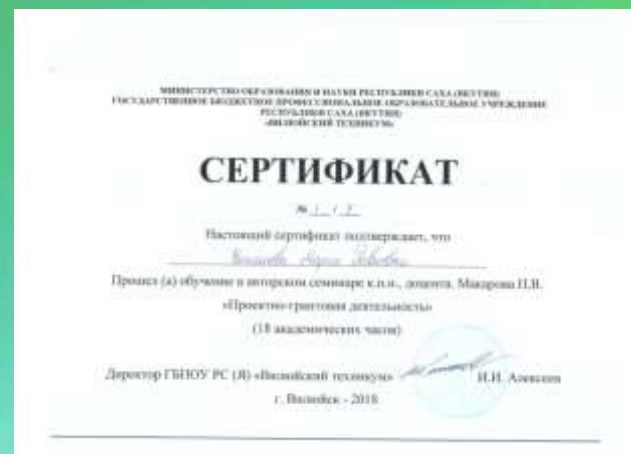 МИНИСТЕРСТВО ОБРАЗОВАНИЯ И НАУКИ РЕСПУБЛИКИ САХА (ЯКУТИЯ)
ГОСУДАРСТВЕННОЕ БЮДЖЕТНОЕ ПРОФЕССИОНАЛЬНОЕ ОБРАЗОВАТЕЛЬНОЕ УЧРЕЖДЕНИЕ
РЕСПУБЛИКИ САХА (ЯКУТИЯ)
«ВИЛЮЙСКИЙ ТЕХНИКУМ»
СЕРТИФИКАТ
№
Настоящий сертификат подтверждает, что
Мария
Прошел (а) обучение в авторском семинаре к.п.н., доцента. Макарова П.В.
«Проектно-грантовая деятельность»
(18 академических часов)
Директор ГБПОУ РС (Я) «Вилюйский техникум» И.И. Алексеев
г. Вилюйск - 2018